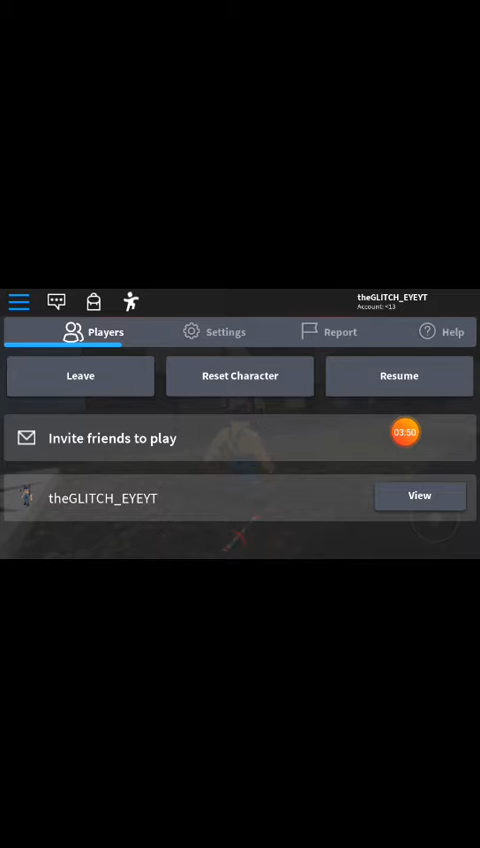 theGLITCH_EYEYT
Account: <13
Players
Settings
Report
Help
Leave
Reset Character
Resume
Invite friends to play
03:50
theGLITCH_EYEYT
View